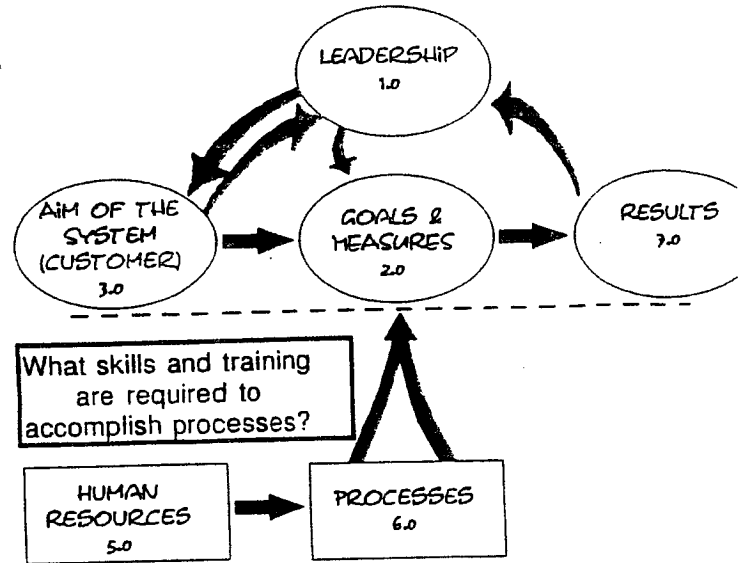 LEADERSHiP
1.0
AiM OF THE
SYSTEM
(CUSTOMER)
3.0
GOALS &
MEASURES
2.0
RESULTS
7.0
What skills and training
are required to
accomplish processes?
HUMAN
RESOURCES
5.0
PROCESSES
6.0